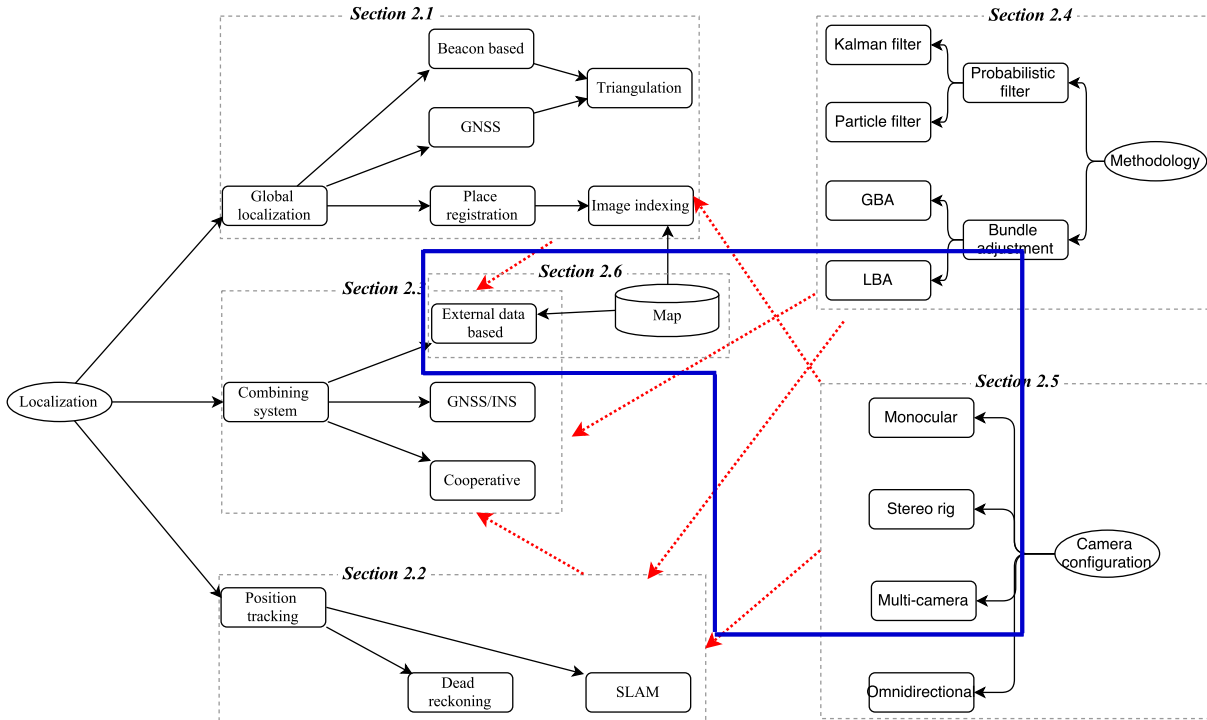 Section 2.1
Beacon based
Triangulation
GNSS
Global
localization
Place
registration
Image indexing
Section 2.4
Kalman filter
Probabilistic
filter
Particle filter
Methodology
GBA
Bundle
adjustment
LBA
Section 2.6
Section 2.3
External data
based
Map
Localization
Combining
system
GNSS/INS
Cooperative
Section 2.5
Monocular
Stereo rig
Camera
configuration
Multi-camera
Omnidirectiona
Section 2.2
Position
tracking
Dead
reckoning
SLAM